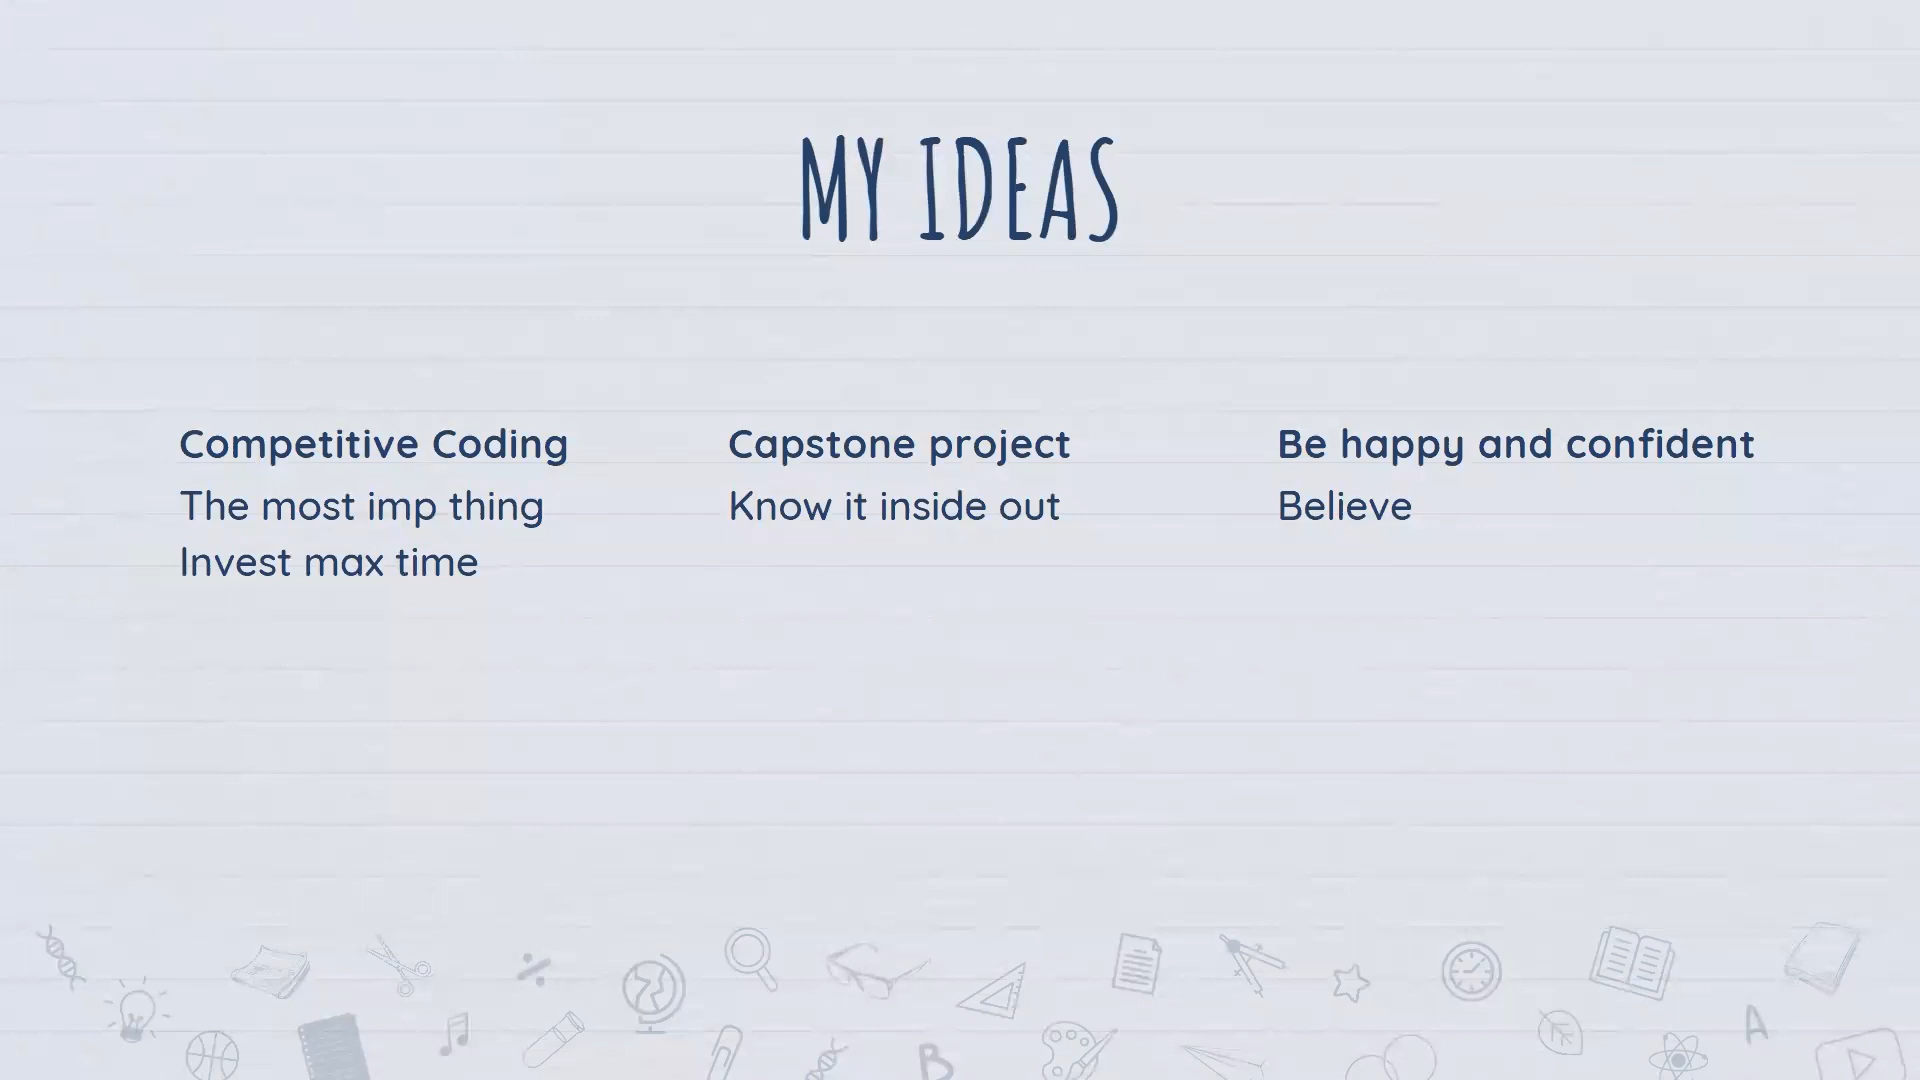 MY IDEAS
Competitive Coding
The most imp thing
Invest max time
Capstone project
Know it inside out
Be happy and confident
Believe
B
A